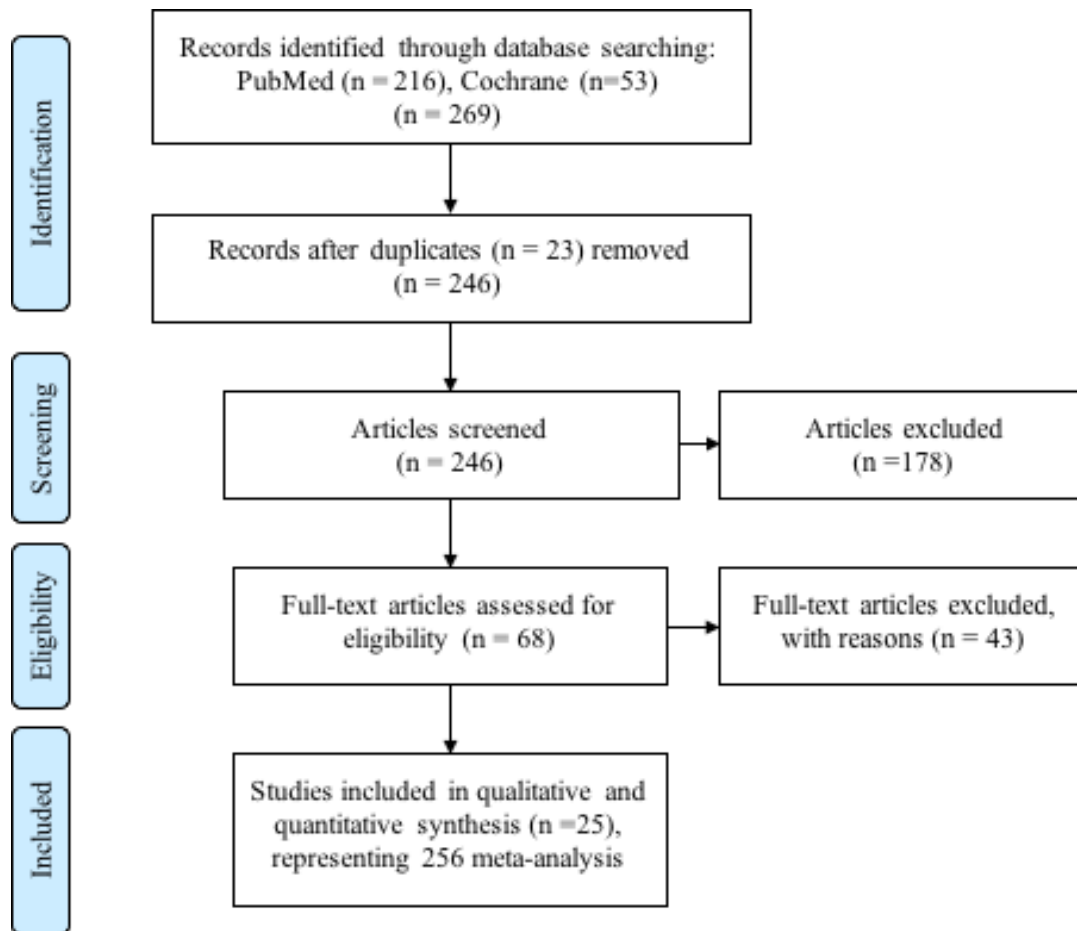 Identification
Records identified through database searching:
PubMed (n = 216), Cochrane (n=53)
(n = 269)
Records after duplicates (n = 23) removed
(n = 246)
Screening
Articles screened
(n = 246)
Articles excluded
(n =178)
Eligibility
Full-text articles assessed for
eligibility (n = 68)
Full-text articles excluded,
with reasons (n = 43)
Included
Studies included in qualitative and
quantitative synthesis (n =25),
representing 256 meta-analysis